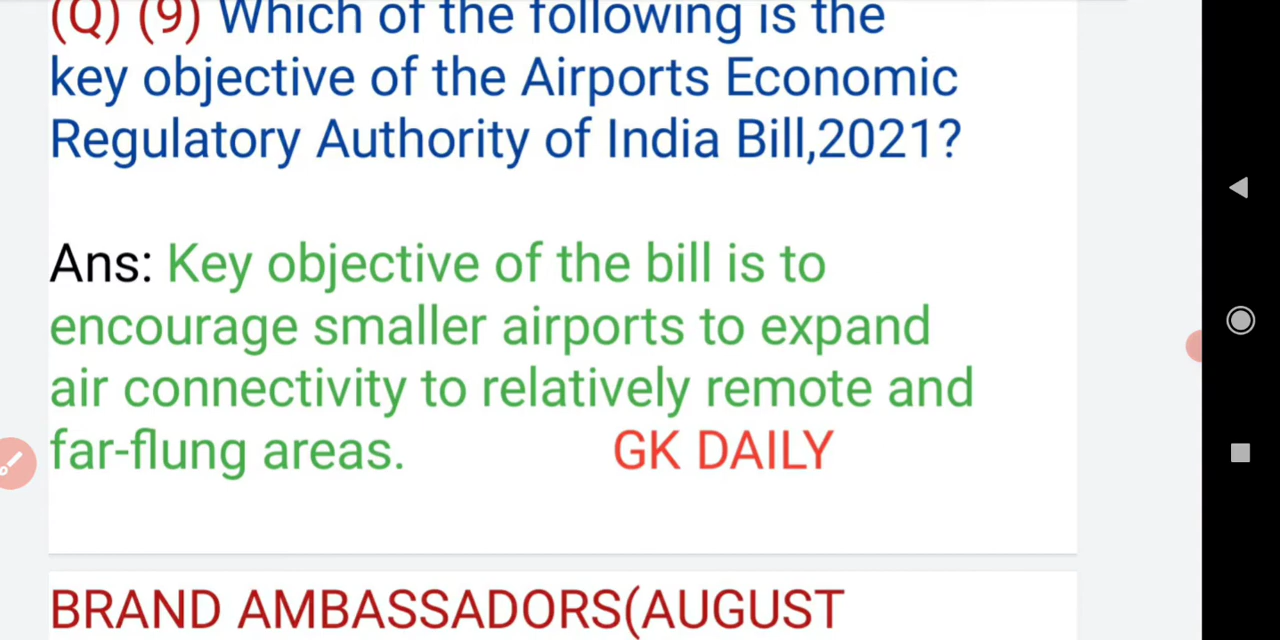 (Q) (9) Which of the following is the
key objective of the Airports Economic
Regulatory Authority of India Bill,2021?
Ans: Key objective of the bill is to
encourage smaller airports to expand
air connectivity to relatively remote and
far-flung areas. GK DAILY
BRAND AMBASSADORS(AUGUST